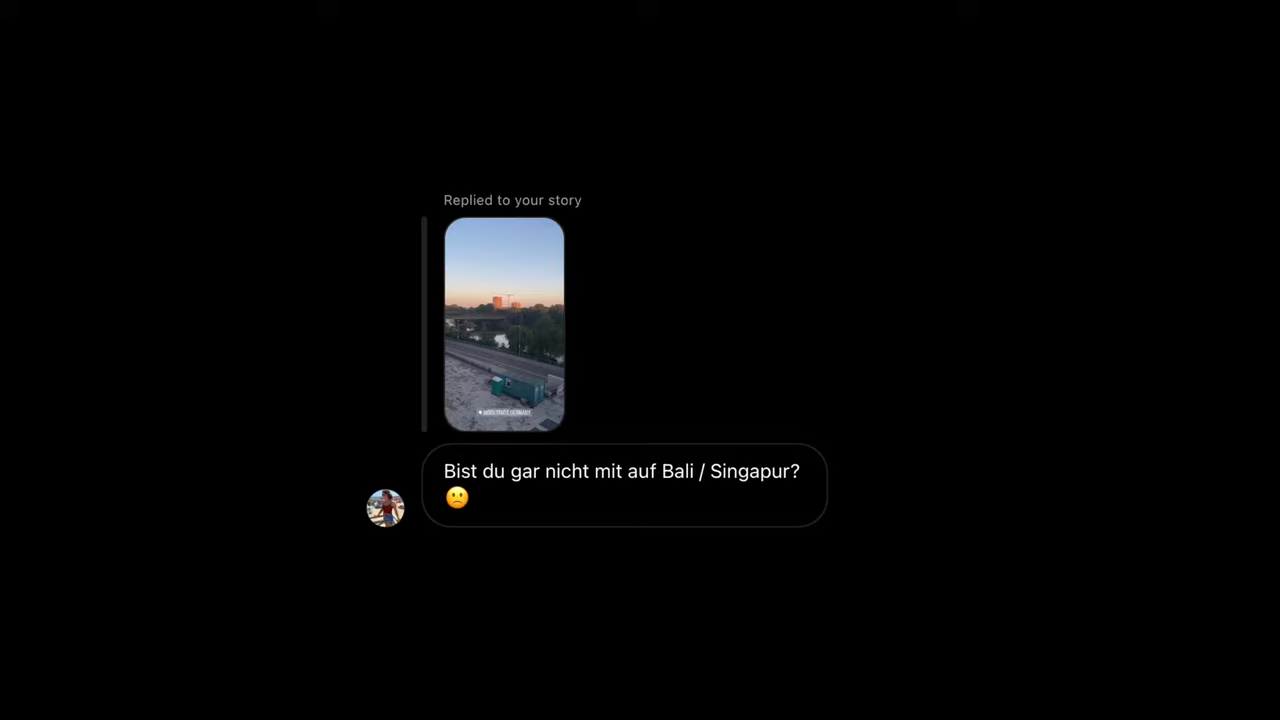 Replied to your story
Bist du gar nicht mit auf Bali / Singapur?
🙁